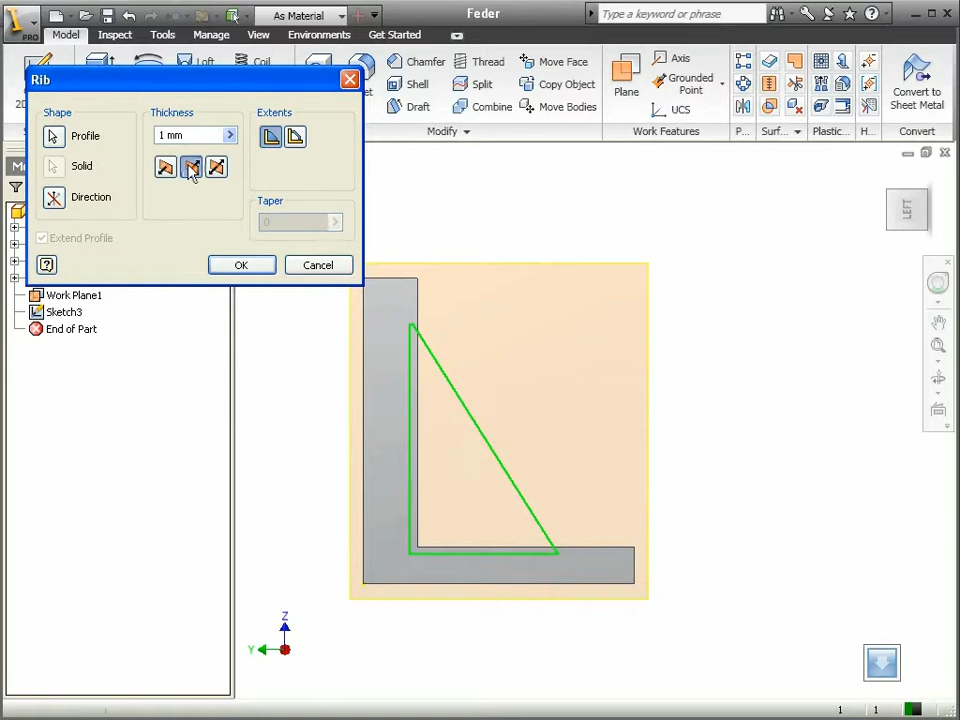 As Material
Feder
Type a keyword or phrase
PRO
Model
Inspect
Tools
Manage
View
Environments
Get Started
Loft
Coil
Chamfer
Thread
Move Face
Shell
Split
Copy Object
Draft
Combine
Move Bodies
Plane
Axis
Grounded
Point
UCS
Convert to
Sheet Metal
Modify
Work Features
P...
Surf...
Plastic...
H...
Convert
Rib
Shape
Profile
Solid
Direction
Extend Profile
Thickness
1 mm
Extents
Taper
0
OK
Cancel
Work Plane1
Sketch3
End of Part
LEFT
Z
Y
1
1